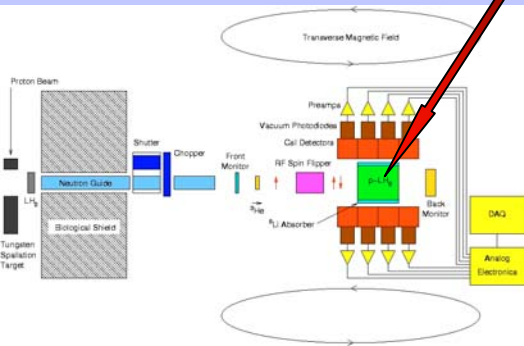 Transverse Magnetic Field
Proton Beam
Preamps
Vacuum Photodiodes
Cal Detectors
Shutter
Chopper
Front
Monitor
RF Spin Flipper
Neutron Guide
p-LH2
LH2
3He
Back
Monitor
6Li Absorber
Biological Shield
DAQ
Tungsten
Spallation
Target
Analog
Electronics